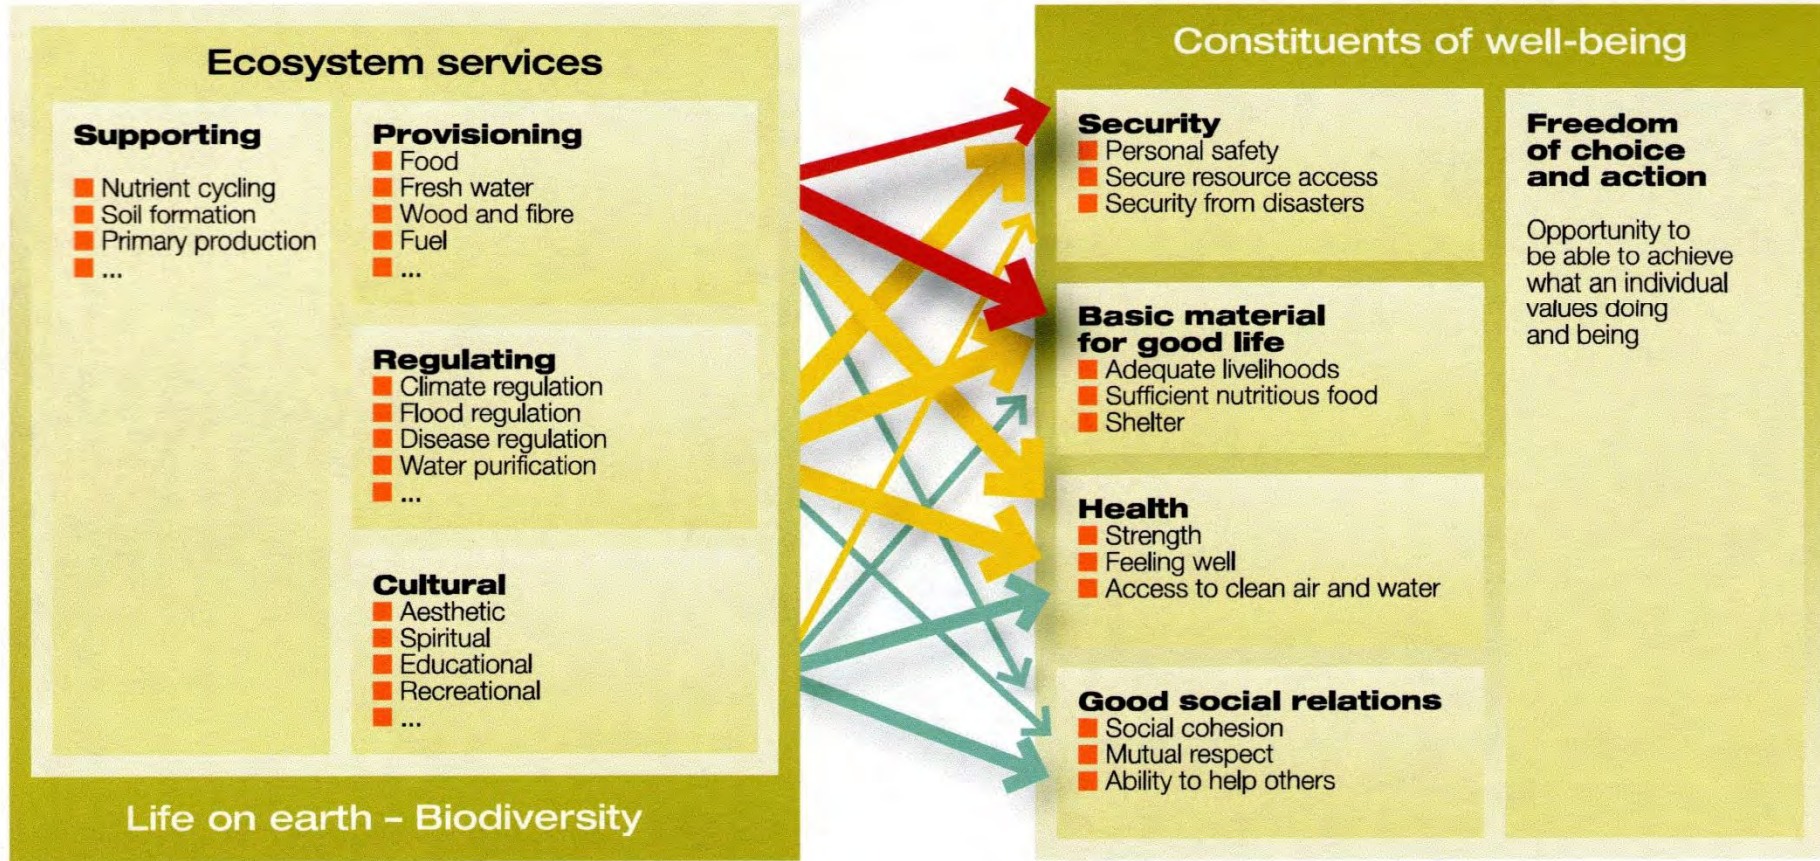 Ecosystem services
Supporting
Nutrient cycling
Soil formation
Primary production
...
Provisioning
Food
Fresh water
Wood and fibre
Fuel
...
Regulating
Climate regulation
Flood regulation
Disease regulation
Water purification
...
Cultural
Aesthetic
Spiritual
Educational
Recreational
...
Life on earth – Biodiversity
Constituents of well-being
Security
Personal safety
Secure resource access
Security from disasters
Basic material
for good life
Adequate livelihoods
Sufficient nutritious food
Shelter
Health
Strength
Feeling well
Access to clean air and water
Good social relations
Social cohesion
Mutual respect
Ability to help others
Freedom
of choice
and action
Opportunity to
be able to achieve
what an individual
values doing
and being